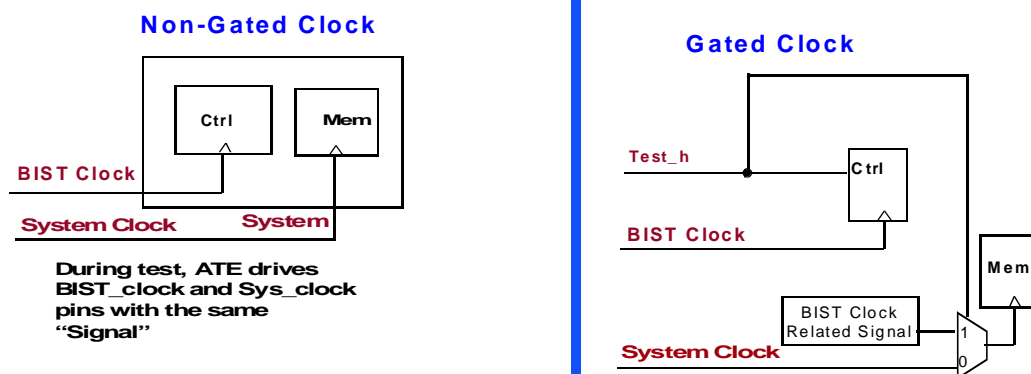 Non-Gated Clock
Ctrl
Mem
BIST Clock
System Clock
System
During test, ATE drives
BIST_clock and Sys_clock
pins with the same
“Signal”
Gated Clock
Test_h
Ctrl
BIST Clock
Mem
BIST Clock
Related Signal
1
System Clock
0